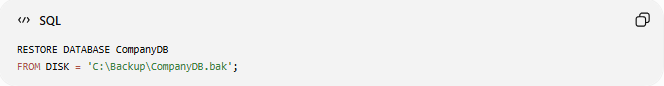 SQL
RESTORE DATABASE CompanyDB
FROM DISK = 'C:\Backup\CompanyDB.bak';